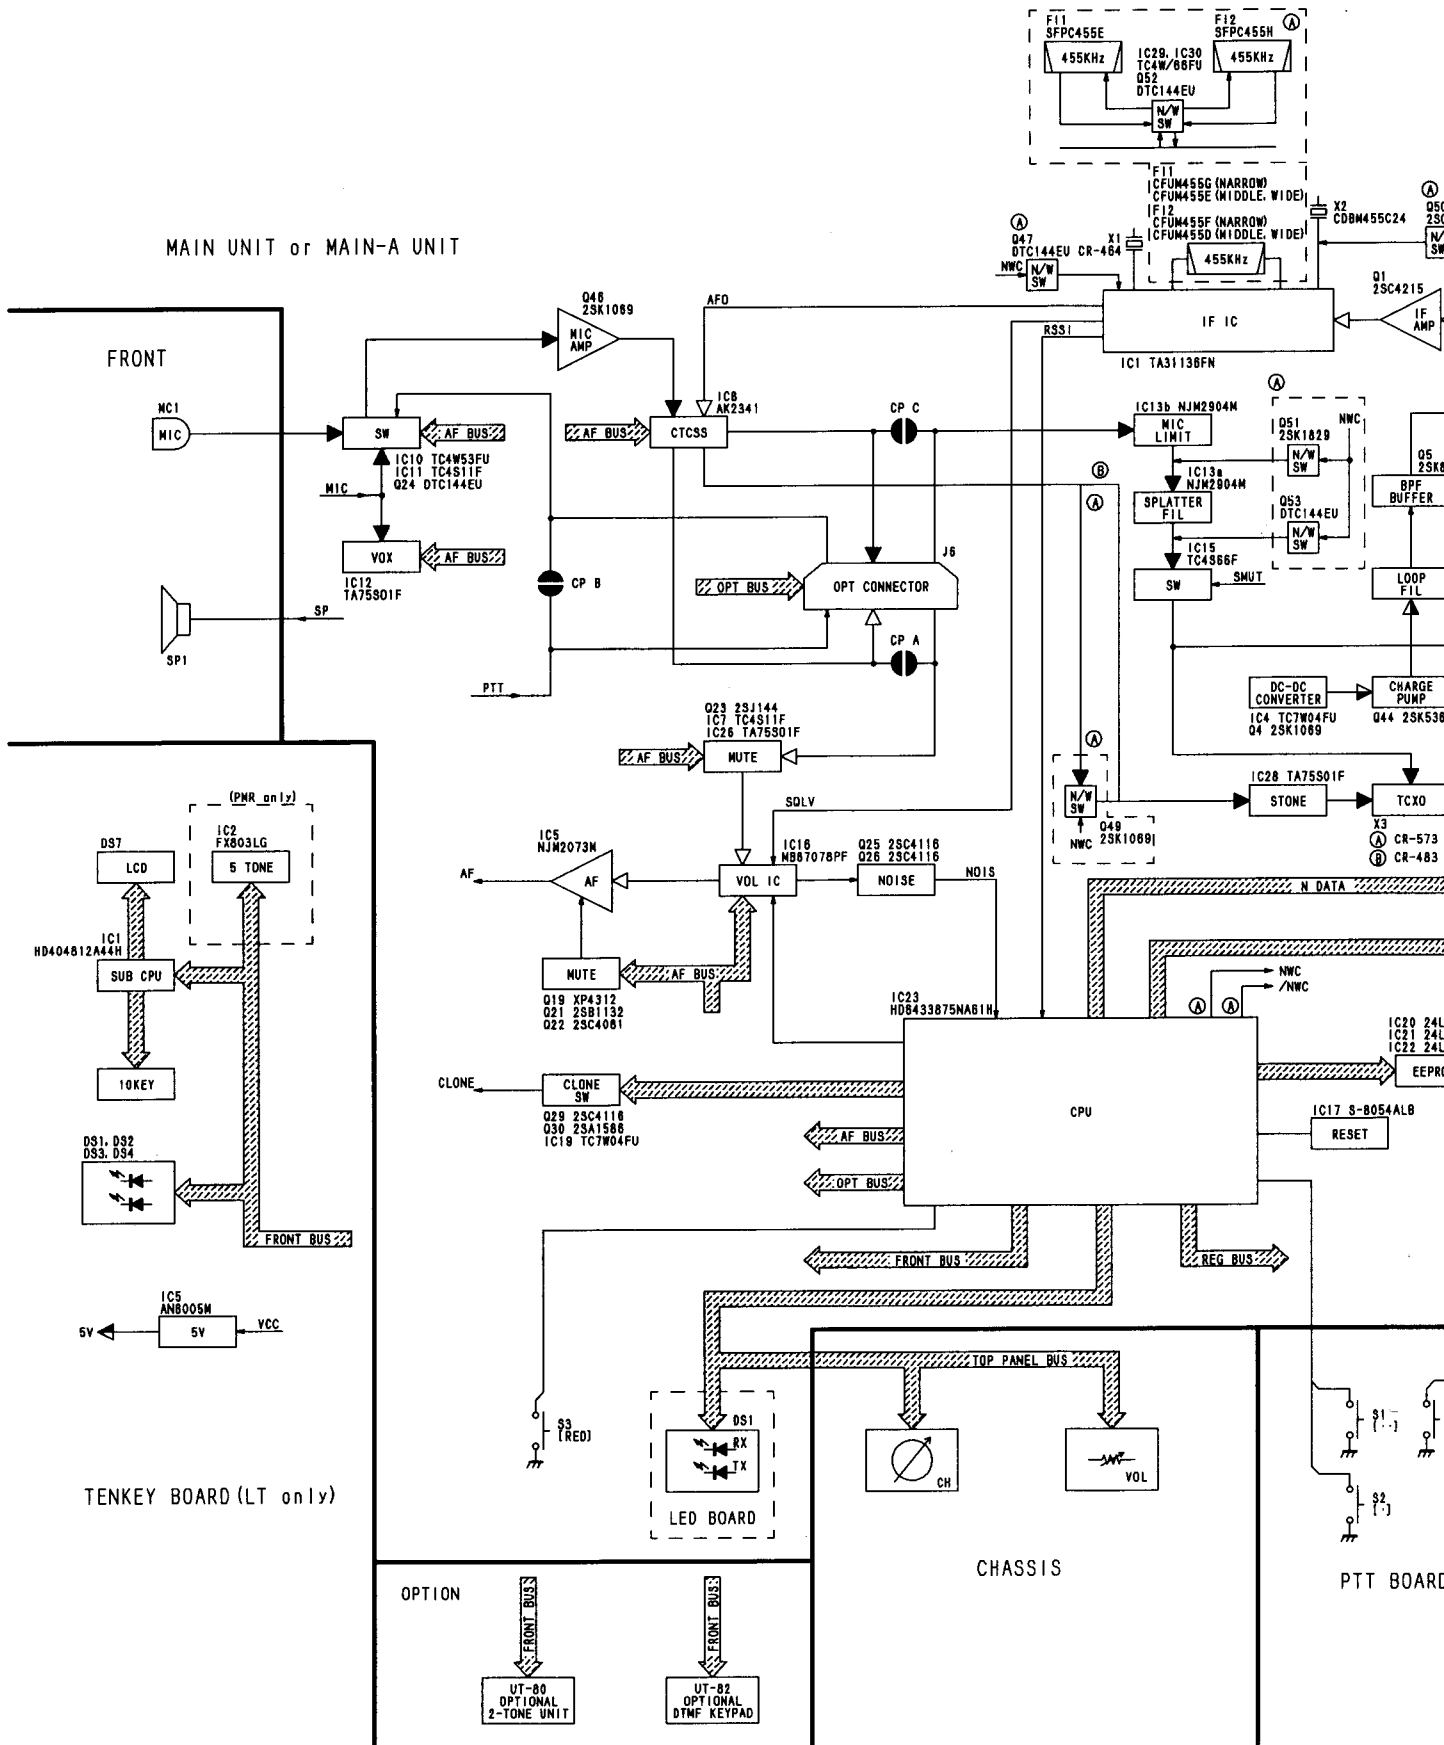 FI1
SFPC455E
FI2
SFPC455H
A
455KHz
IC29, IC30
TC4W/66FU
Q52
DTC144EU
455KHz
N/W
SW
FI1
CFUM455G (NARROW)
CFUM455E (MIDDLE, WIDE)
FI2
CFUM455F (NARROW)
CFUM455D (MIDDLE, WIDE)
455KHz
X2
CDBM455C24
A
Q50
N/W
SW
A
Q47
DTC144EU
NWC
N/W
SW
X1
CR-464
MAIN UNIT or MAIN-A UNIT
Q1
2SC4215
IF
AMP
IF IC
IC1 TA31136FN
AFO
RSSI
Q46
2SK1069
MIC
AMP
FRONT
MC1
MIC
SW
AF BUS
IC10 TC4W53FU
IC11 TC4S11F
Q24 DTC144EU
MIC
VOX
AF BUS
IC12
TA75S01F
SP
SP1
PTT
CP B
AF BUS
IC8
AK2341
CTCSS
CP C
J6
OPT BUS
OPT CONNECTOR
CP A
B
A
IC13b NJM2904M
MIC
LIMIT
IC13a
NJM2904M
SPLATTER
FIL
IC15
TC4S66F
SW
SMUT
A
Q51
2SK1829
NWC
N/W
SW
Q53
DTC144EU
N/W
SW
Q5
BPF
BUFFER
LOOP
FIL
DC-DC
CONVERTER
IC4 TC7W04FU
Q4 2SK1069
CHARGE
PUMP
Q44 2SK536
Q23 2SJ144
IC7 TC4S11F
IC26 TA75S01F
AF BUS
MUTE
A
N/W
SW
NWC
Q49
2SK1069
IC28 TA75S01F
STONE
TCXO
X3
A CR-573
B CR-483
SQLV
IC5
NJM2073M
AF
AF
IC16
MB87078PF
VOL IC
Q25 2SC4116
Q26 2SC4116
NOISE
NOIS
N DATA
MUTE
AF BUS
Q19 XP4312
Q21 2SB1132
Q22 2SC4081
(PMR only)
DS7
LCD
IC2
FX803LG
5 TONE
IC1
HD404812A44H
SUB CPU
10KEY
DS1, DS2
DS3, DS4
FRONT BUS
IC5
AN8005M
5V
5V
VCC
TENKEY BOARD (LT only)
IC23
HD6433875NA61H
CPU
NWC
/NWC
A
A
IC20 24L
IC21 24L
IC22 24L
EEPRO
IC17 S-8054ALB
RESET
CLONE
CLONE
SW
Q29 2SC4116
Q30 2SA1586
IC19 TC7W04FU
AF BUS
OPT BUS
FRONT BUS
REG BUS
TOP PANEL BUS
S3
[RED]
DS1
RX
TX
LED BOARD
CH
VOL
CHASSIS
S1
S2
PTT BOARD
OPTION
FRONT BUS
FRONT BUS
UT-80
OPTIONAL
2-TONE UNIT
UT-82
OPTIONAL
DTMF KEYPAD